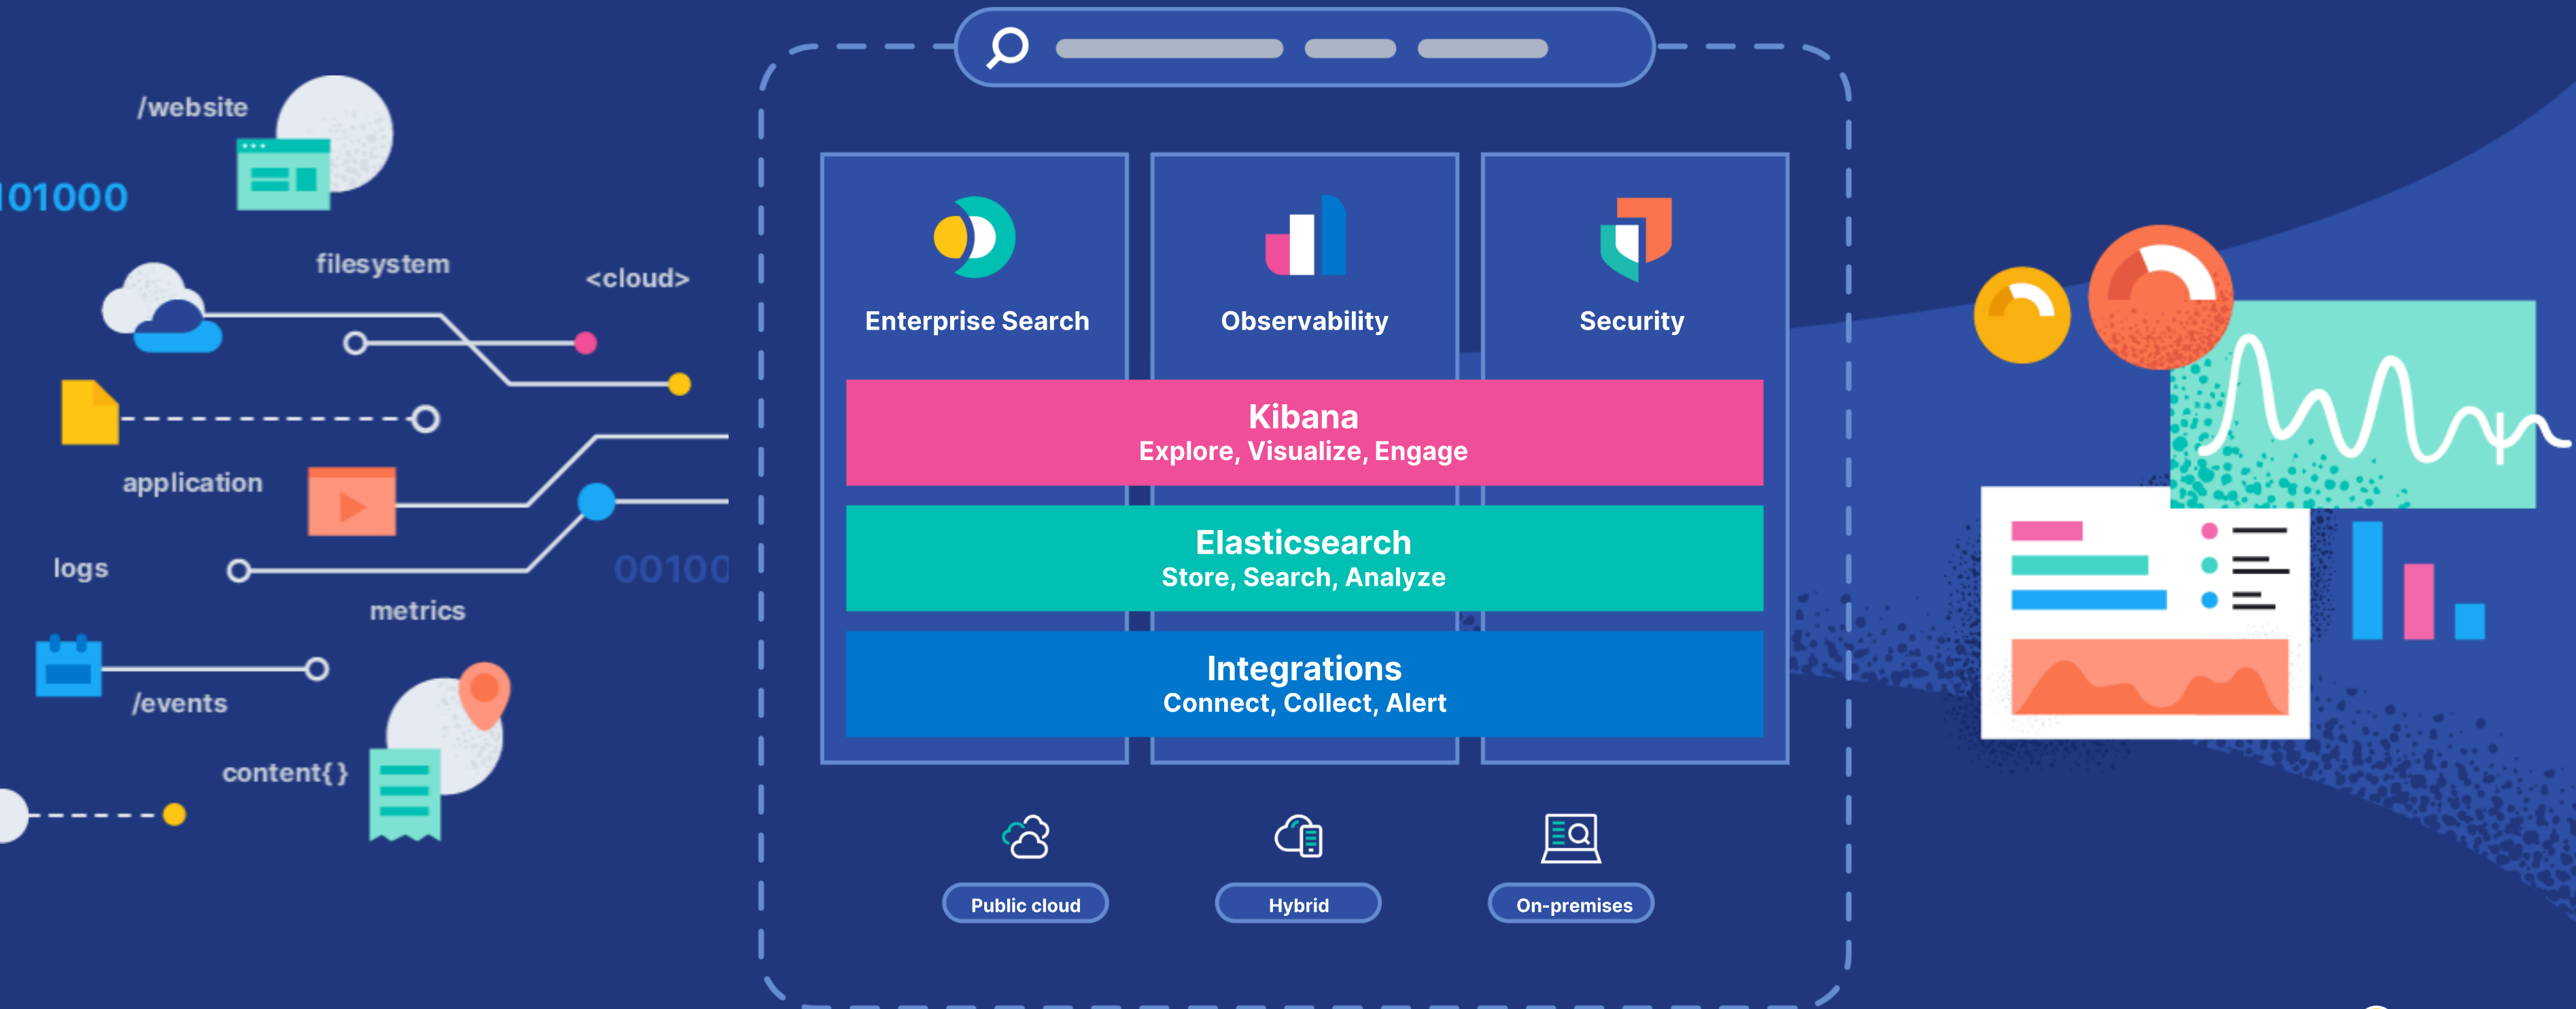 /website
101000
filesystem
<cloud>
application
logs
00100
metrics
/events
content{}
Enterprise Search
Observability
Security
Kibana
Explore, Visualize, Engage
Elasticsearch
Store, Search, Analyze
Integrations
Connect, Collect, Alert
Public cloud
Hybrid
On-premises